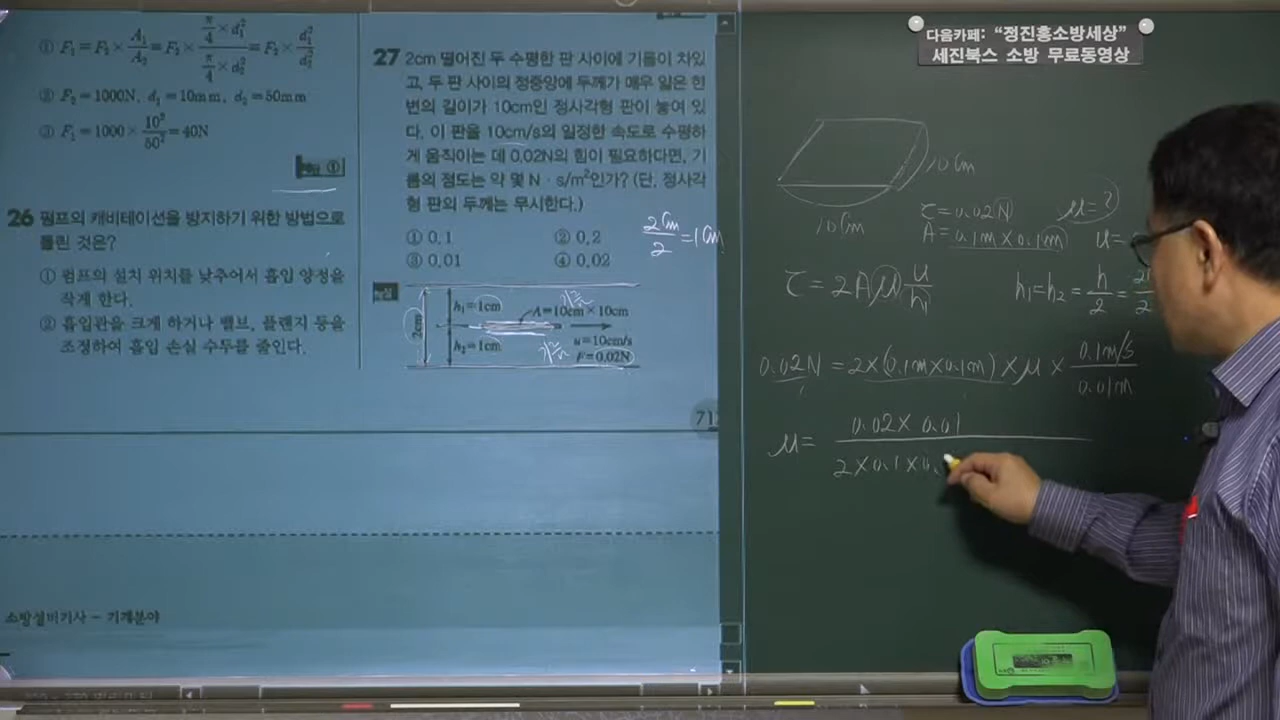 ① F₁=F₂×A₁/A₂=F₂×(π/4×d₁²)/(π/4×d₂²)=F₂×d₁²/d₂²
② F₂=1000N, d₁=10mm, d₂=50mm
③ F₁=1000×10²/50²=40N
①
26 펌프의 캐비테이션을 방지하기 위한 방법으로
틀린 것은?
① 펌프의 설치 위치를 낮추어서 흡입 양정을
작게 한다.
② 흡입관을 크게 하거나 밸브, 플랜지 등을
조정하여 흡입 손실 수두를 줄인다.
소방설비기사 - 기계분야
27 2cm 떨어진 두 수평한 판 사이에 기름이 차있
고, 두 판 사이의 정중앙에 두께가 매우 얇은 한
변의 길이가 10cm인 정사각형 판이 놓여 있
다. 이 판을 10cm/s의 일정한 속도로 수평하
게 움직이는 데 0.02N의 힘이 필요하다면, 기
름의 점도는 약 몇 N·s/m²인가? (단, 정사각
형 판의 두께는 무시한다.)
① 0.1 ② 0.2
③ 0.01 ④ 0.02
2cm/2=1cm
해설
2cm
h₁=1cm
기름
A=10cm×10cm
h₂=1cm
기름
u=10cm/s
F=0.02N
71
다음카페: "정진홍소방세상"
세진북스 소방 무료동영상
10cm
10cm
τ=0.02N μ=?
A=0.1m×0.1m u=
τ=2Aμ u/h₁ h₁=h₂=h/2=
0.02N=2×(0.1m×0.1m)×μ×0.1m/s/0.01m
μ=
0.02×0.01
2×0.1×0.